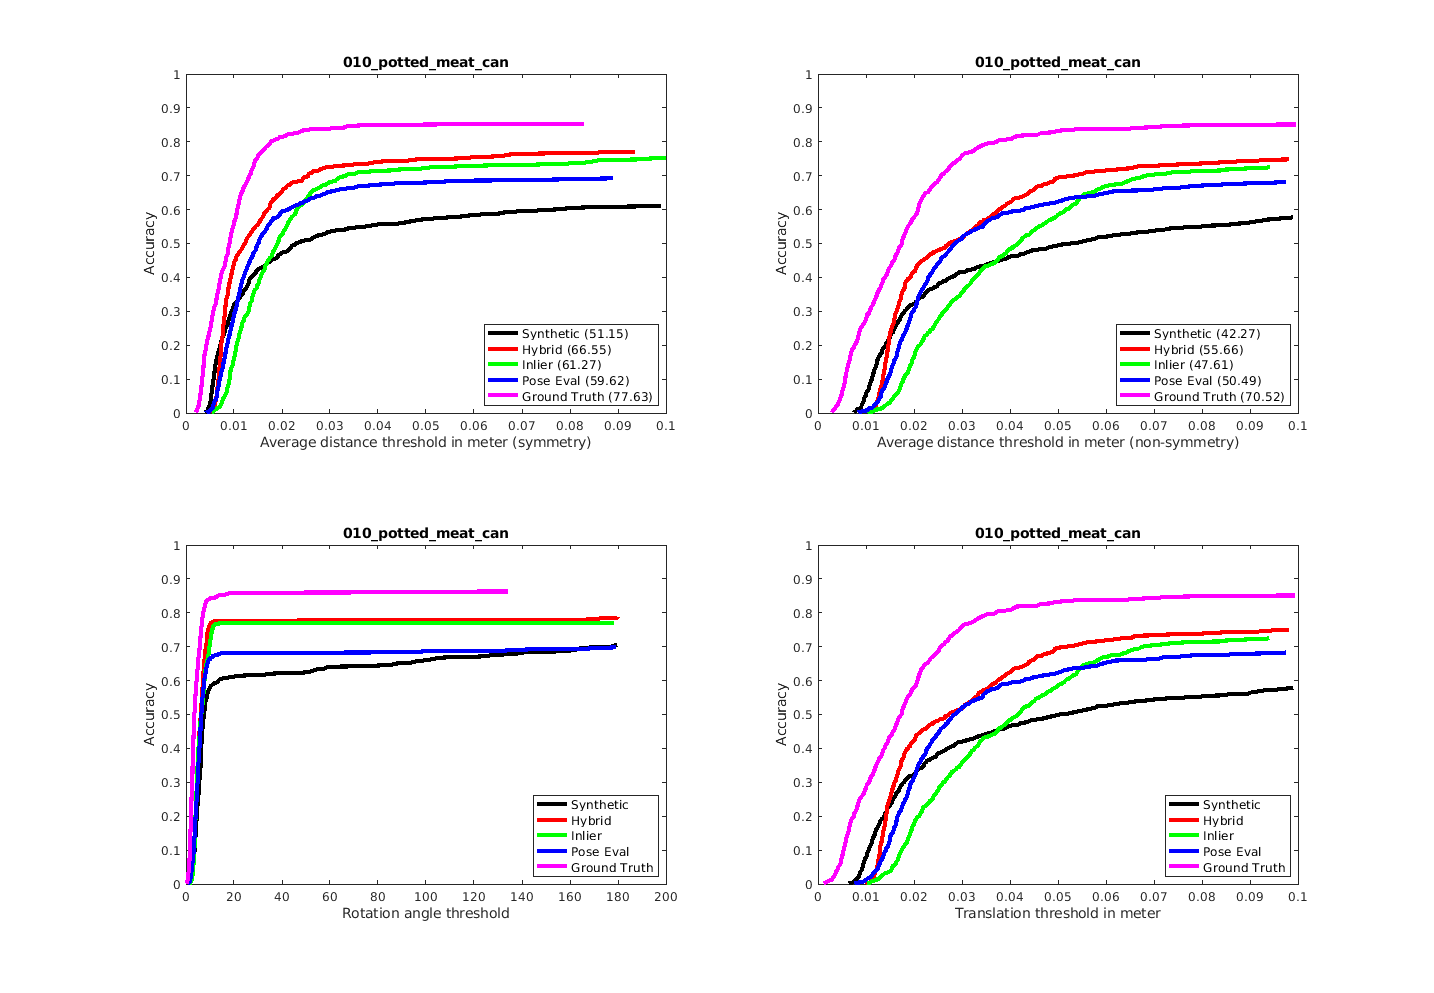 010_potted_meat_can
1
0.9
0.8
0.7
0.6
0.5
0.4
0.3
0.2
0.1
0
Accuracy
Synthetic (51.15)
Hybrid (66.55)
Inlier (61.27)
Pose Eval (59.62)
Ground Truth (77.63)
0 0.01 0.02 0.03 0.04 0.05 0.06 0.07 0.08 0.09 0.1
Average distance threshold in meter (symmetry)
010_potted_meat_can
1
0.9
0.8
0.7
0.6
0.5
0.4
0.3
0.2
0.1
0
Accuracy
Synthetic (42.27)
Hybrid (55.66)
Inlier (47.61)
Pose Eval (50.49)
Ground Truth (70.52)
0 0.01 0.02 0.03 0.04 0.05 0.06 0.07 0.08 0.09 0.1
Average distance threshold in meter (non-symmetry)
010_potted_meat_can
1
0.9
0.8
0.7
0.6
0.5
0.4
0.3
0.2
0.1
0
Accuracy
Synthetic
Hybrid
Inlier
Pose Eval
Ground Truth
0 20 40 60 80 100 120 140 160 180 200
Rotation angle threshold
010_potted_meat_can
1
0.9
0.8
0.7
0.6
0.5
0.4
0.3
0.2
0.1
0
Accuracy
Synthetic
Hybrid
Inlier
Pose Eval
Ground Truth
0 0.01 0.02 0.03 0.04 0.05 0.06 0.07 0.08 0.09 0.1
Translation threshold in meter